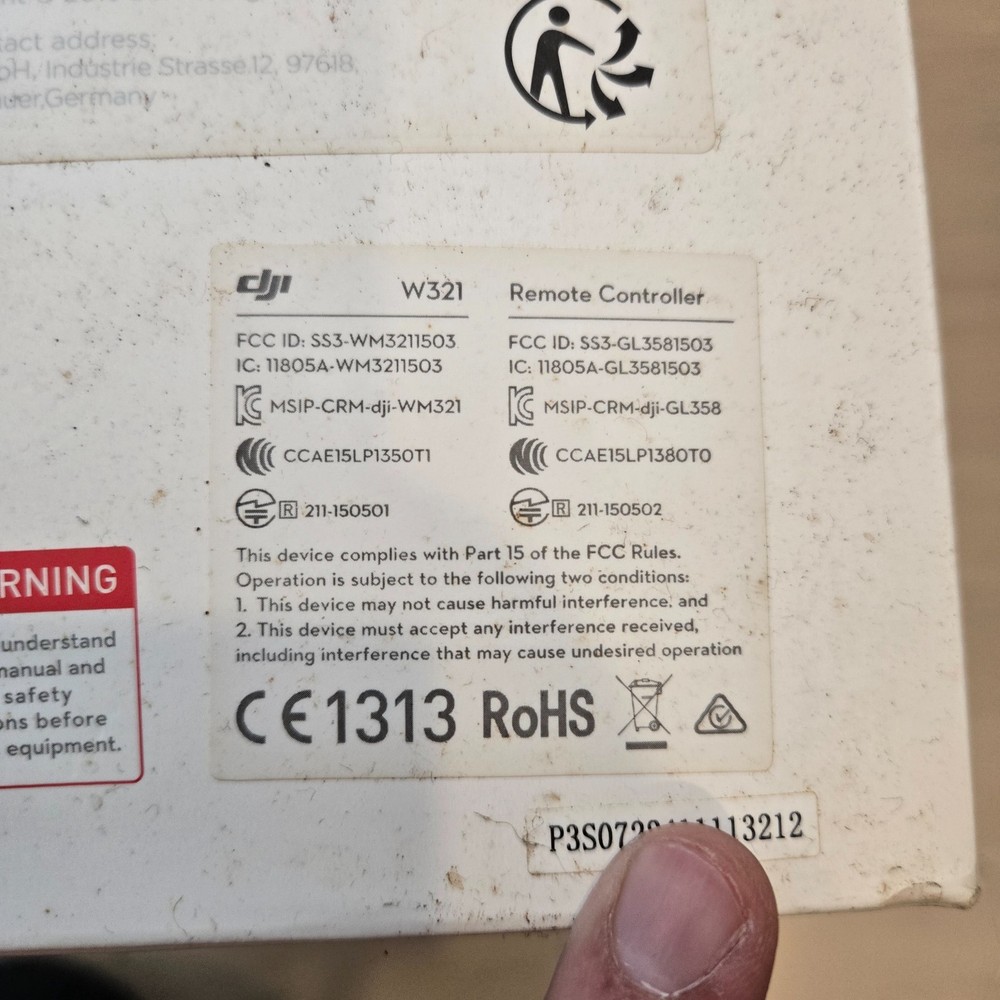 tact address:
bH, Industrie Strasse.12, 97618,
uer,Germany
dji W321
FCC ID: SS3-WM3211503
IC: 11805A-WM3211503
MSIP-CRM-dji-WM321
CCAE15LP1350T1
R 211-150501
Remote Controller
FCC ID: SS3-GL3581503
IC: 11805A-GL3581503
MSIP-CRM-dji-GL358
CCAE15LP1380T0
R 211-150502
This device complies with Part 15 of the FCC Rules.
Operation is subject to the following two conditions:
1. This device may not cause harmful interference, and
2. This device must accept any interference received,
including interference that may cause undesired operation
CE1313 RoHS
RNING
understand
manual and
safety
ons before
equipment.
P3S072 13212